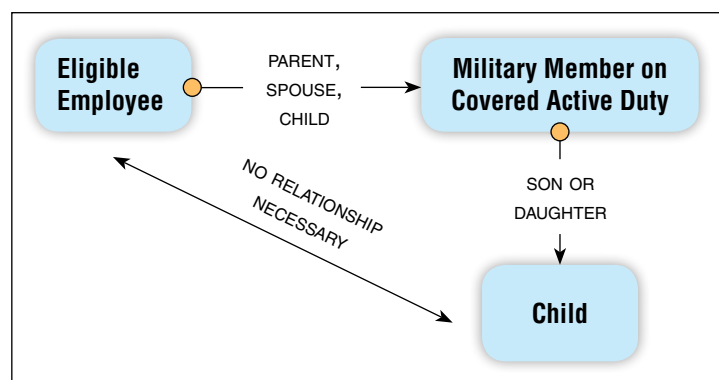 Eligible
Employee
PARENT,
SPOUSE,
CHILD
Military Member on
Covered Active Duty
NO RELATIONSHIP
NECESSARY
SON OR
DAUGHTER
Child